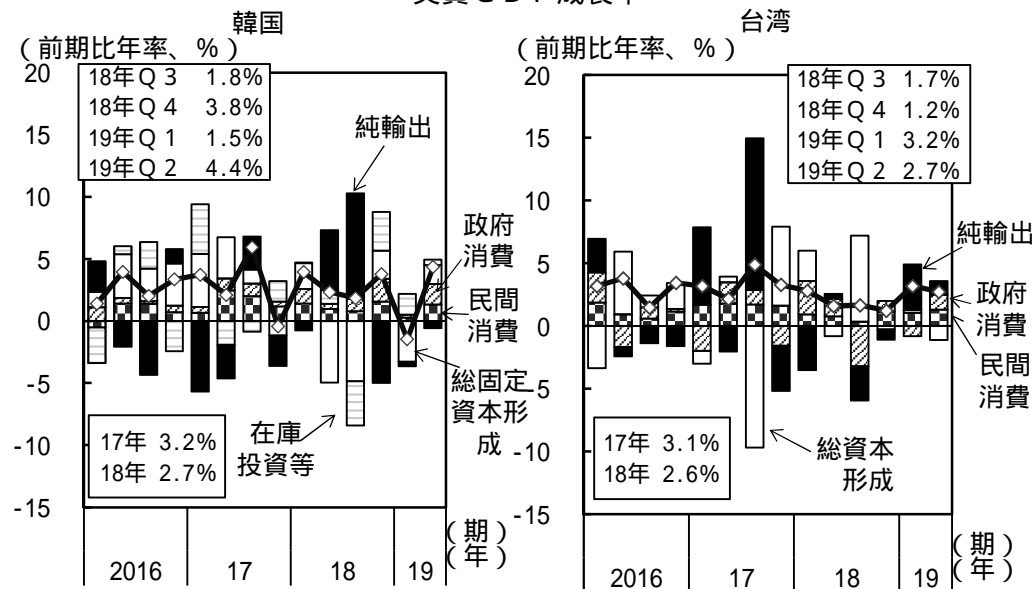 韓国
(前期比年率、%)
20
15
10
5
0
-5
-10
-15
18年Q3 1.8%
18年Q4 3.8%
19年Q1 1.5%
19年Q2 4.4%
純輸出
政府
消費
民間
消費
総固定
資本形
成
在庫
投資等
17年 3.2%
18年 2.7%
2016 17 18 19
(期)
(年)
台湾
(前期比年率、%)
20
15
10
5
0
-5
-10
-15
18年Q3 1.7%
18年Q4 1.2%
19年Q1 3.2%
19年Q2 2.7%
純輸出
政府
消費
民間
消費
総資本
形成
17年 3.1%
18年 2.6%
2016 17 18 19
(期)
(年)